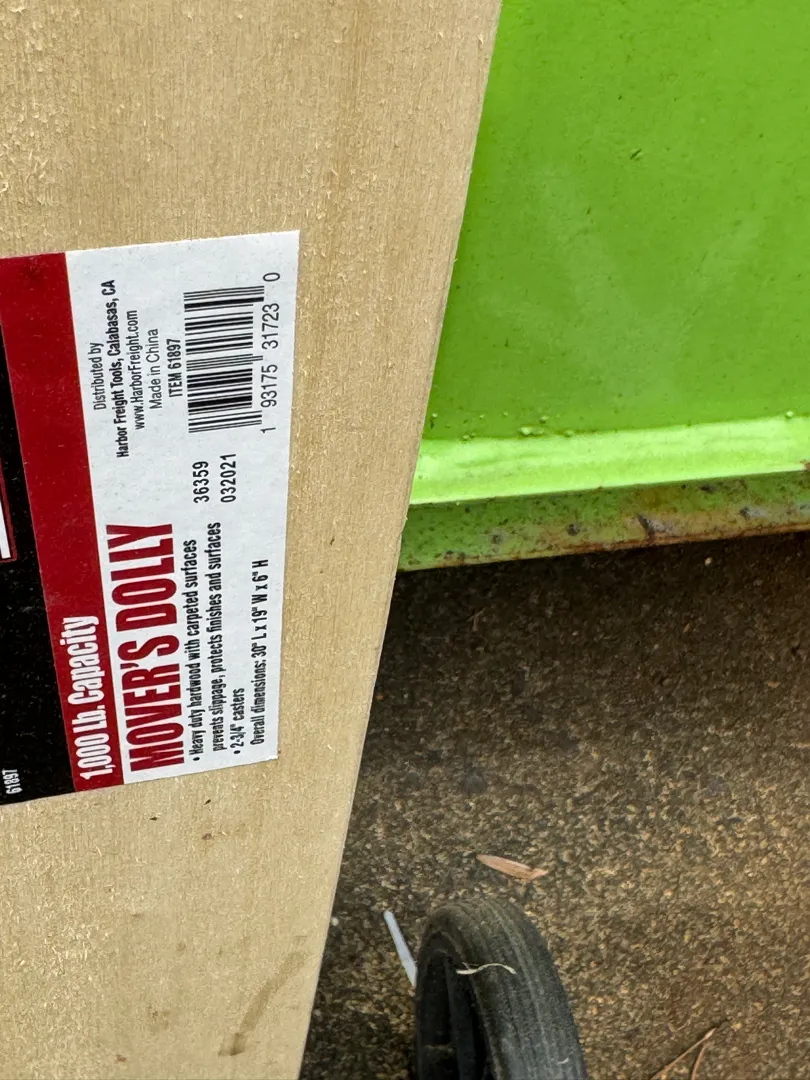 61897
1,000 Lb. Capacity
MOVER'S DOLLY
• Heavy duty hardwood with carpeted surfaces
prevents slippage, protects finishes and surfaces
• 2-3/4" casters
Overall dimensions: 30" L x 19" W x 6" H
Distributed by
Harbor Freight Tools, Calabasas, CA
www.HarborFreight.com
Made in China
ITEM 61897
36359
032021
1 93175 31723 0